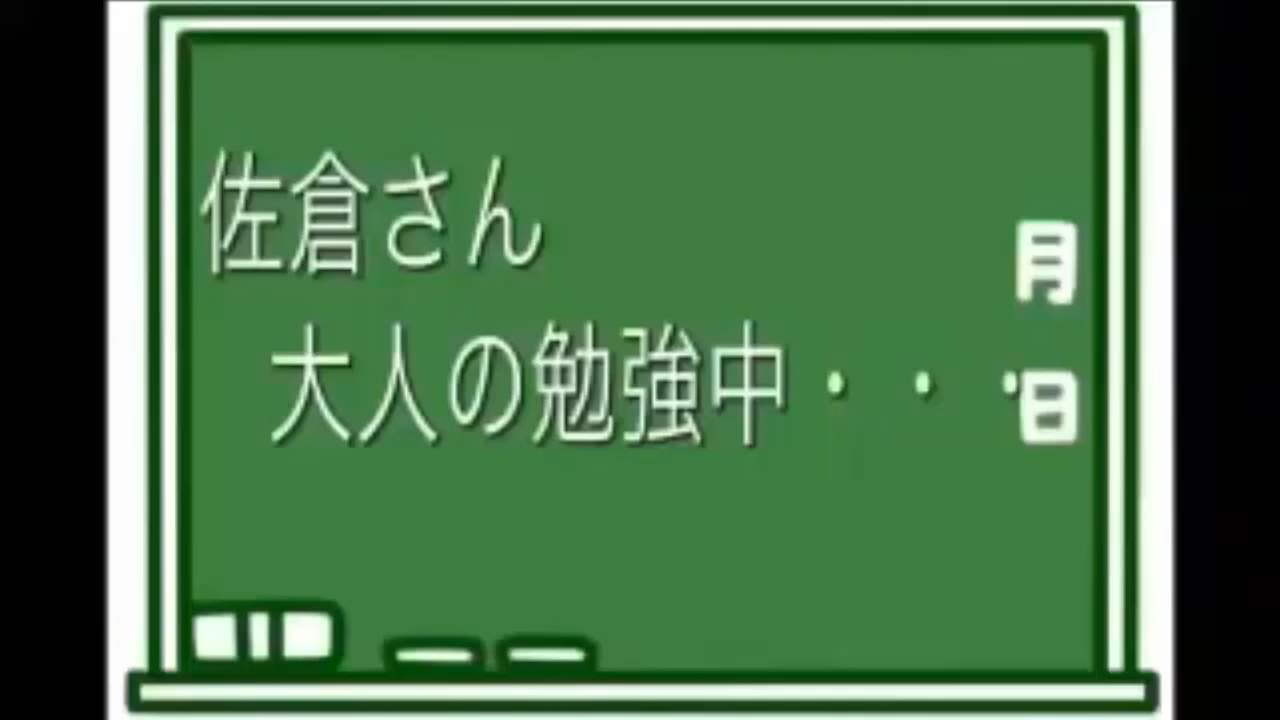 佐倉さん
大人の勉強中・・・
月
日